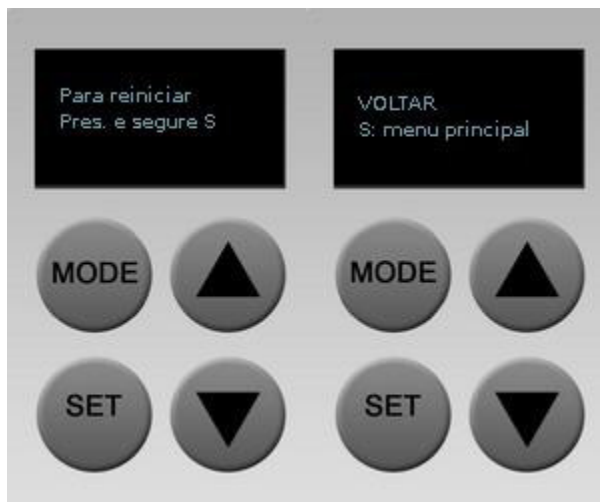 Para reiniciar
Pres. e segure S
MODE
SET
VOLTAR
S: menu principal
MODE
SET